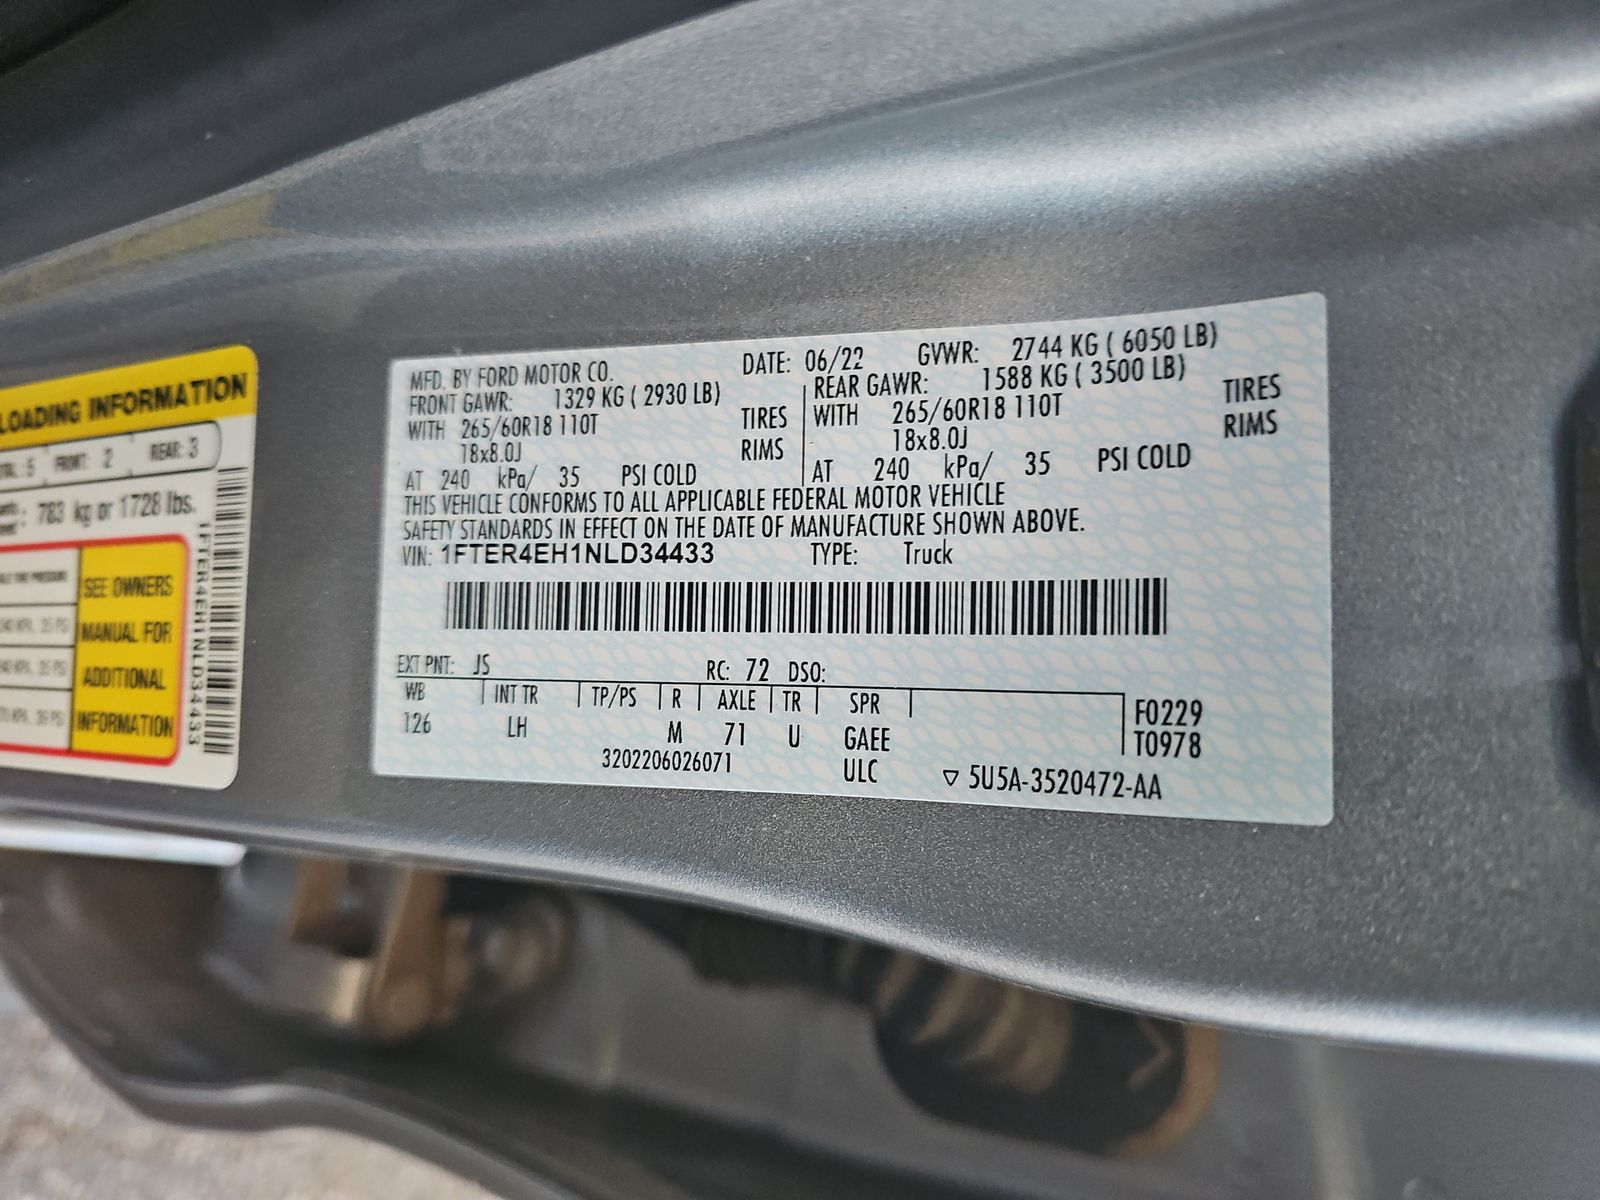 LOADING INFORMATION
5 FRONT: 2 REAR: 3
783 kg or 1728 lbs.
SEE OWNERS
MANUAL FOR
ADDITIONAL
INFORMATION
1FTER4EH1NLD34433
MFD. BY FORD MOTOR CO. DATE: 06/22 GVWR: 2744 KG ( 6050 LB)
FRONT GAWR: 1329 KG ( 2930 LB) REAR GAWR: 1588 KG ( 3500 LB)
WITH 265/60R18 110T TIRES WITH 265/60R18 110T TIRES
18x8.0J RIMS 18x8.0J RIMS
AT 240 kPa/ 35 PSI COLD AT 240 kPa/ 35 PSI COLD
THIS VEHICLE CONFORMS TO ALL APPLICABLE FEDERAL MOTOR VEHICLE
SAFETY STANDARDS IN EFFECT ON THE DATE OF MANUFACTURE SHOWN ABOVE.
VIN: 1FTER4EH1NLD34433 TYPE: Truck
EXT PNT: JS RC: 72 DSO:
WB INT TR TP/PS R AXLE TR SPR
126 LH M 71 U GAEE
F0229
T0978
3202206026071 ULC ▽ 5U5A-3520472-AA